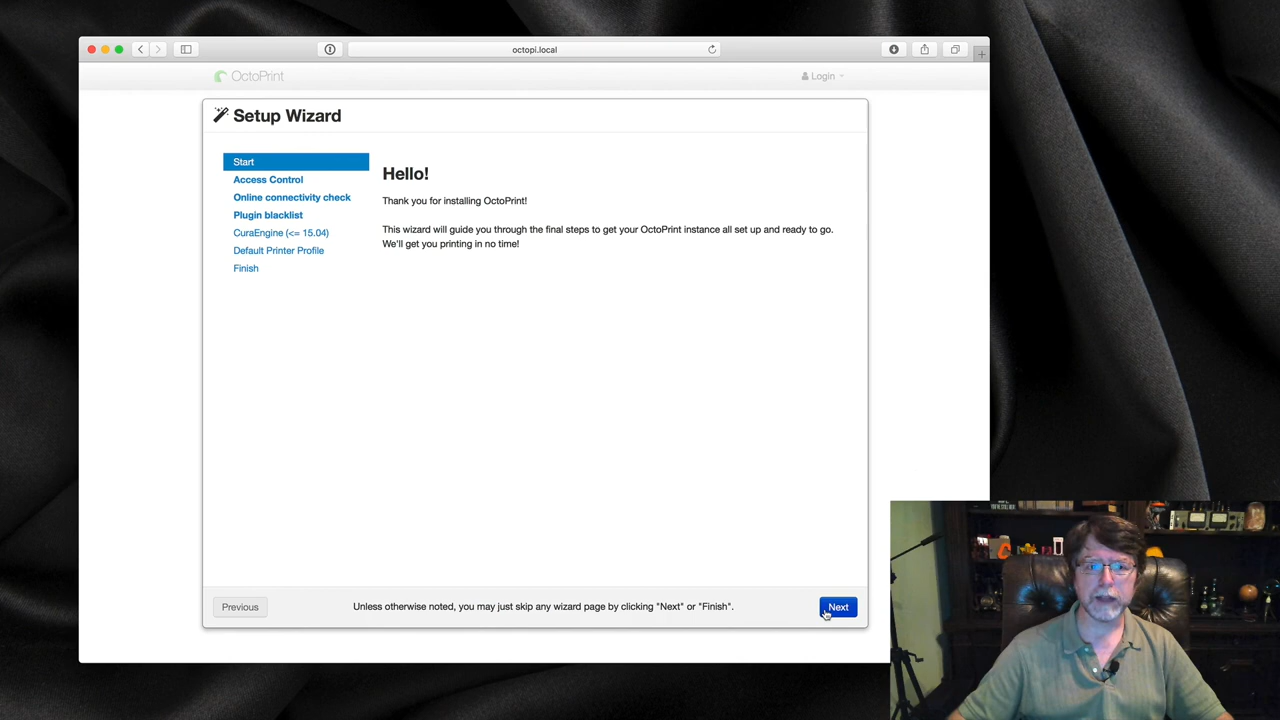 octopi.local
OctoPrint
Login
Setup Wizard
Start
Access Control
Online connectivity check
Plugin blacklist
CuraEngine (<= 15.04)
Default Printer Profile
Finish
Hello!
Thank you for installing OctoPrint!
This wizard will guide you through the final steps to get your OctoPrint instance all set up and ready to go.
We'll get you printing in no time!
Previous
Unless otherwise noted, you may just skip any wizard page by clicking "Next" or "Finish".
Next